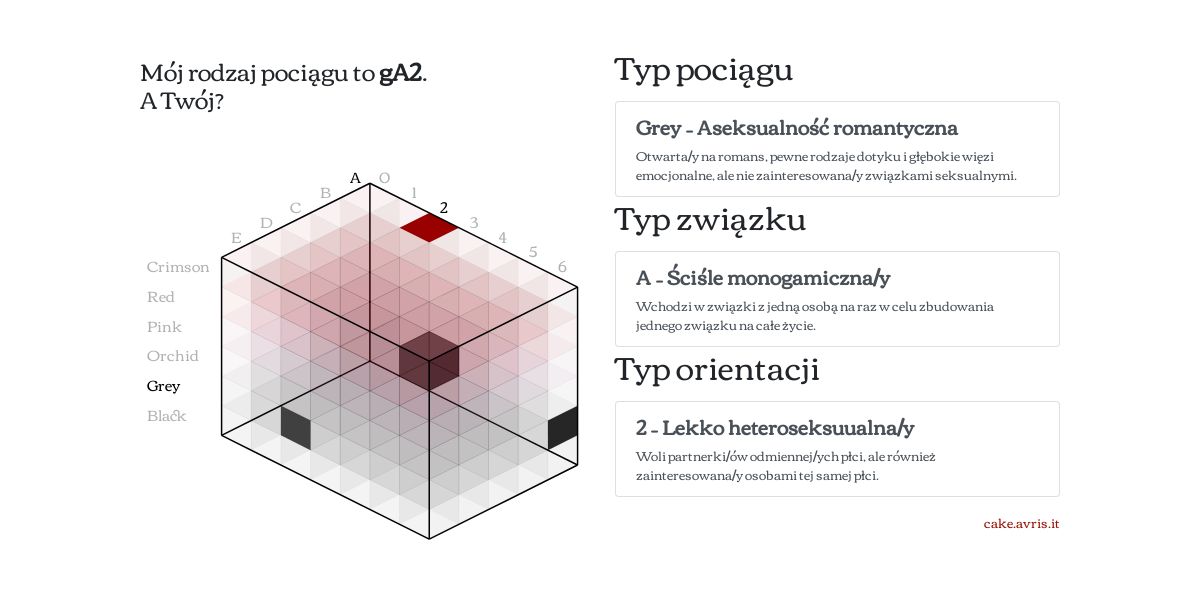 Mój rodzaj pociągu to gA2.
A Twój?
A
O
B
1
C
2
D
3
E
4
5
6
Crimson
Red
Pink
Orchid
Grey
Black
Typ pociągu
Grey – Aseksualność romantyczna
Otwarta/y na romans, pewne rodzaje dotyku i głębokie więzi
emocjonalne, ale nie zainteresowana/y związkami seksualnymi.
Typ związku
A – Ściśle monogamiczna/y
Wchodzi w związki z jedną osobą na raz w celu zbudowania
jednego związku na całe życie.
Typ orientacji
2 – Lekko heteroseksuualna/y
Woli partnerki/ów odmiennej/ych płci, ale również
zainteresowana/y osobami tej samej płci.
cake.avris.it